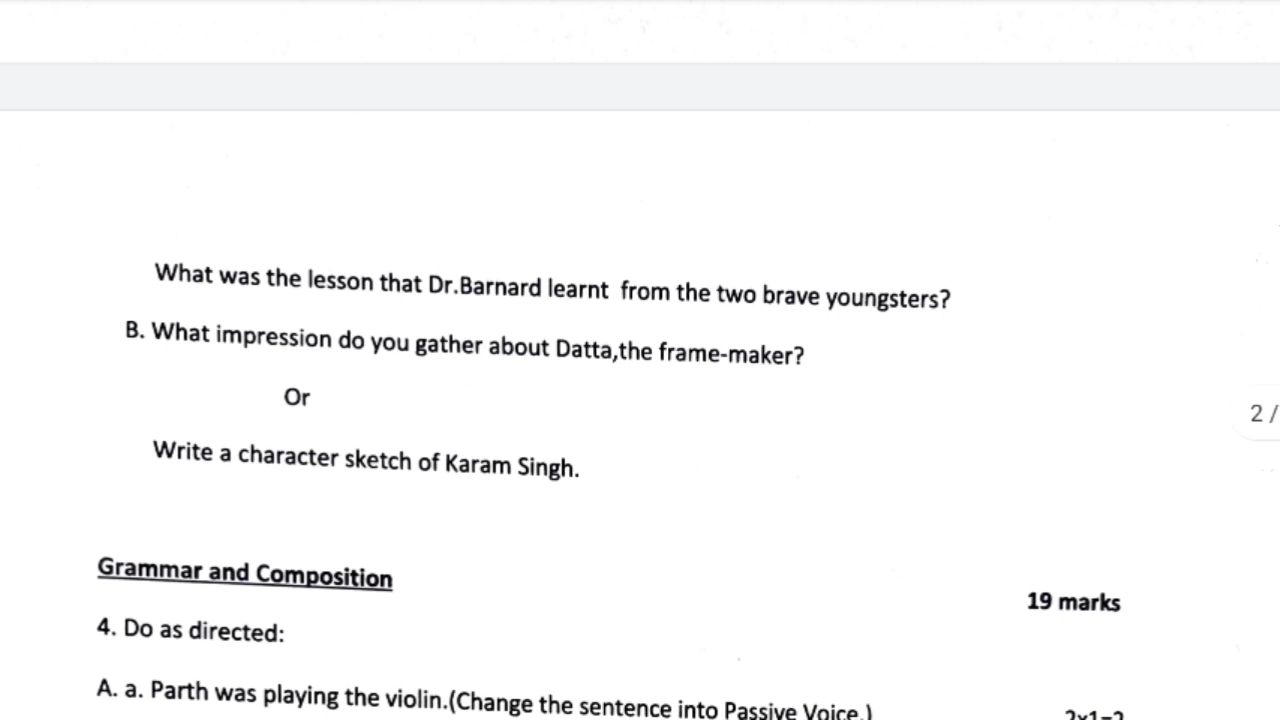 What was the lesson that Dr.Barnard learnt from the two brave youngsters?
B. What impression do you gather about Datta,the frame-maker?
Or
2 /
Write a character sketch of Karam Singh.
Grammar and Composition
19 marks
4. Do as directed:
A. a. Parth was playing the violin.(Change the sentence into Passive Voice.)
2x1=2